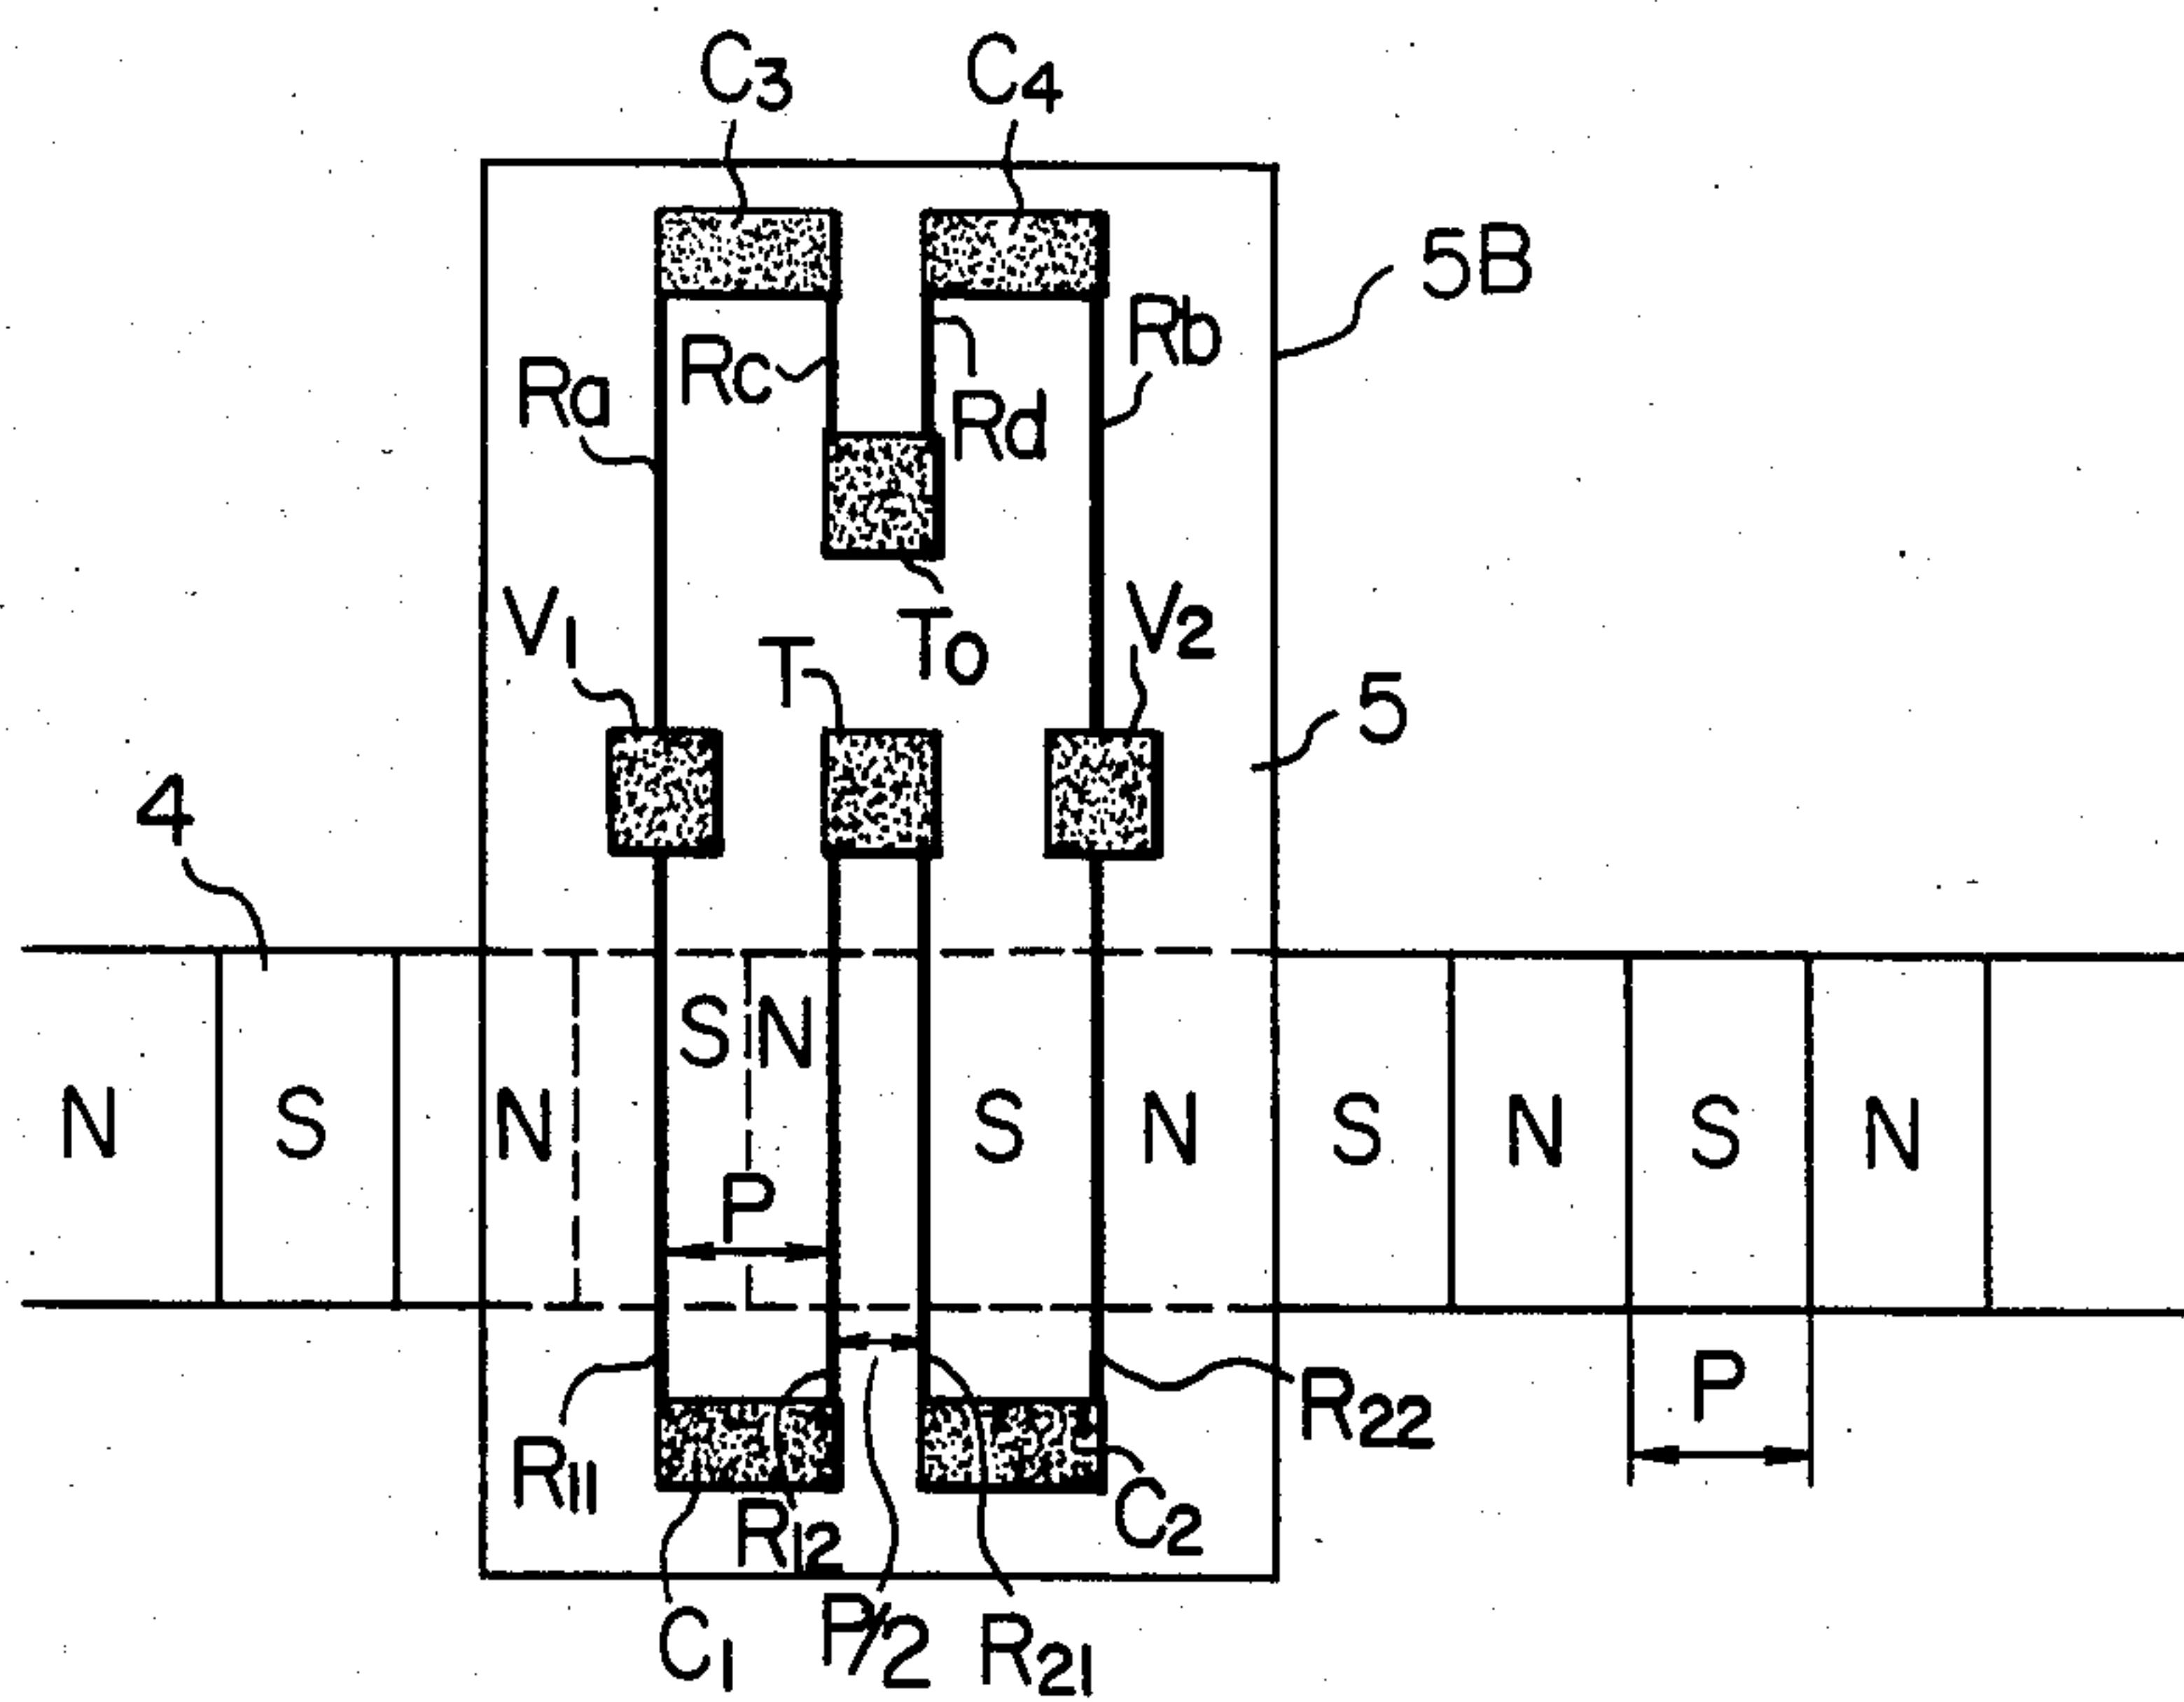 C3 C4
5B
Ra Rc Rd Rb
V1 T To V2
5
4
S N
N S N S N S N S N
P
R11 R12 R22
P
C2
C1 P/2 R21